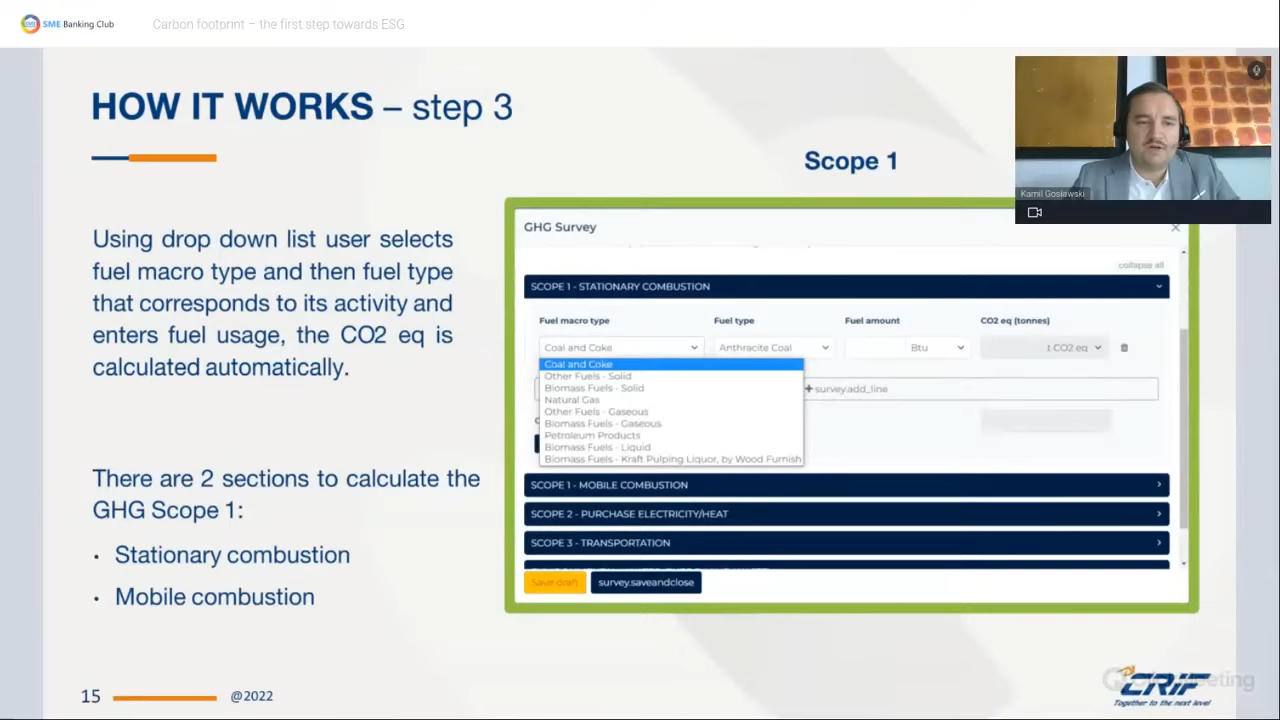 SME Banking Club
Carbon footprint – the first step towards ESG
HOW IT WORKS – step 3
Scope 1
Kamil Gosławski
Using drop down list user selects
fuel macro type and then fuel type
that corresponds to its activity and
enters fuel usage, the CO2 eq is
calculated automatically.
There are 2 sections to calculate the
GHG Scope 1:
• Stationary combustion
• Mobile combustion
GHG Survey
collapse all
SCOPE 1 - STATIONARY COMBUSTION
Fuel macro type Fuel type Fuel amount CO2 eq (tonnes)
Coal and Coke Anthracite Coal Btu t CO2 eq
Coal and Coke
Other Fuels - Solid
Biomass Fuels - Solid
survey.add_line
Natural Gas
Other Fuels - Gaseous
Biomass Fuels - Gaseous
Petroleum Products
Biomass Fuels - Liquid
Biomass Fuels - Kraft Pulping Liquor, by Wood Furnish
SCOPE 1 - MOBILE COMBUSTION
SCOPE 2 - PURCHASE ELECTRICITY/HEAT
SCOPE 3 - TRANSPORTATION
Save draft survey.saveandclose
15 @2022
CRIF
Together to the next level